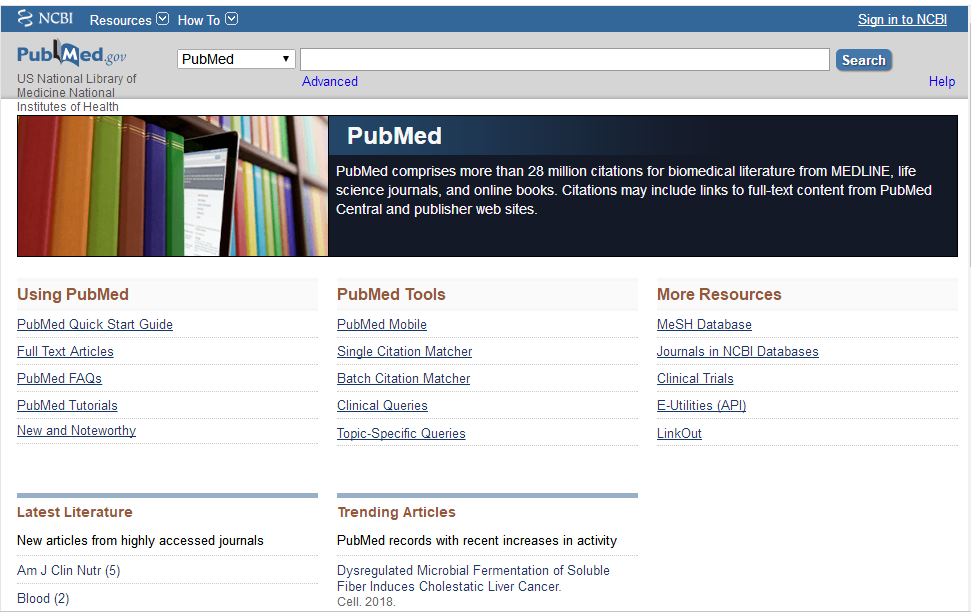 NCBI Resources How To Sign in to NCBI
PubMed.gov
US National Library of
Medicine National
Institutes of Health
PubMed Search
Advanced Help
PubMed
PubMed comprises more than 28 million citations for biomedical literature from MEDLINE, life
science journals, and online books. Citations may include links to full-text content from PubMed
Central and publisher web sites.
Using PubMed
PubMed Quick Start Guide
Full Text Articles
PubMed FAQs
PubMed Tutorials
New and Noteworthy
PubMed Tools
PubMed Mobile
Single Citation Matcher
Batch Citation Matcher
Clinical Queries
Topic-Specific Queries
More Resources
MeSH Database
Journals in NCBI Databases
Clinical Trials
E-Utilities (API)
LinkOut
Latest Literature
New articles from highly accessed journals
Am J Clin Nutr (5)
Blood (2)
Trending Articles
PubMed records with recent increases in activity
Dysregulated Microbial Fermentation of Soluble
Fiber Induces Cholestatic Liver Cancer.
Cell. 2018.